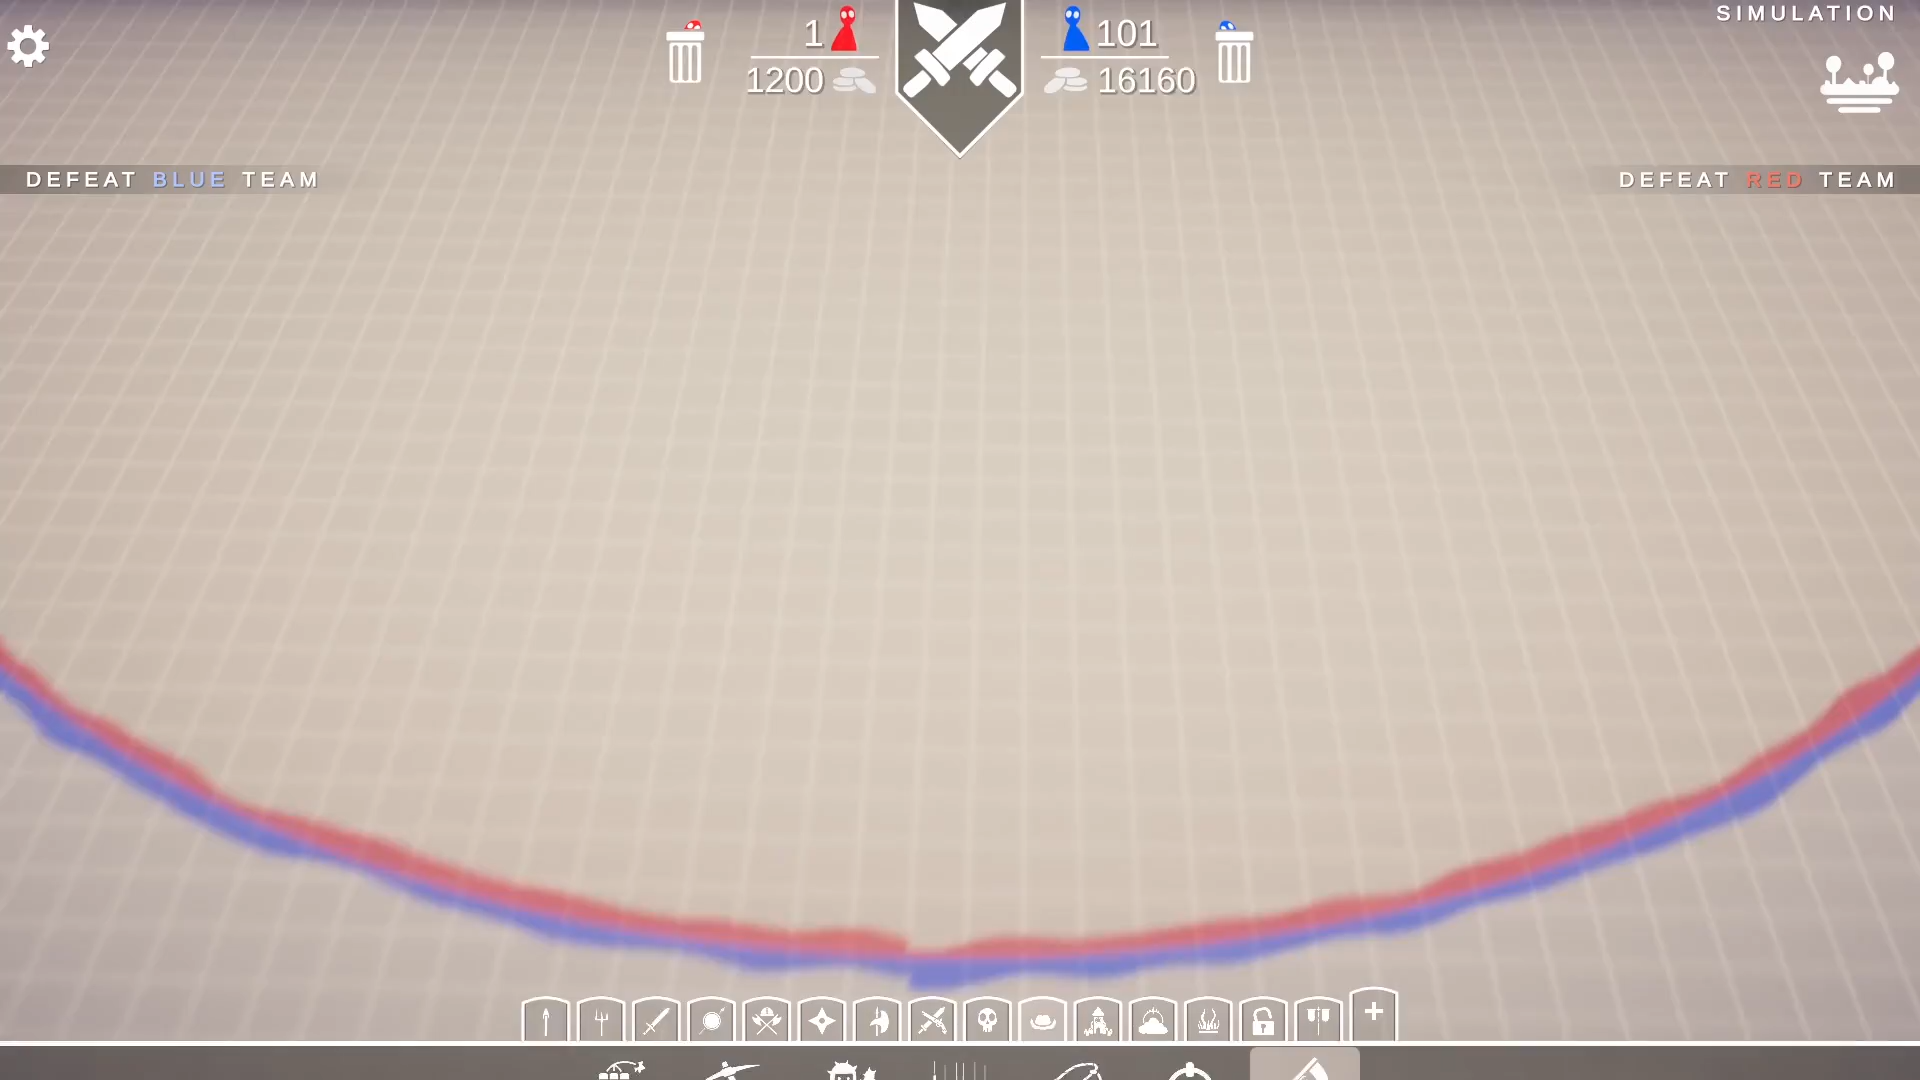 SIMULATION
1
101
1200
16160
DEFEAT BLUE TEAM
DEFEAT RED TEAM